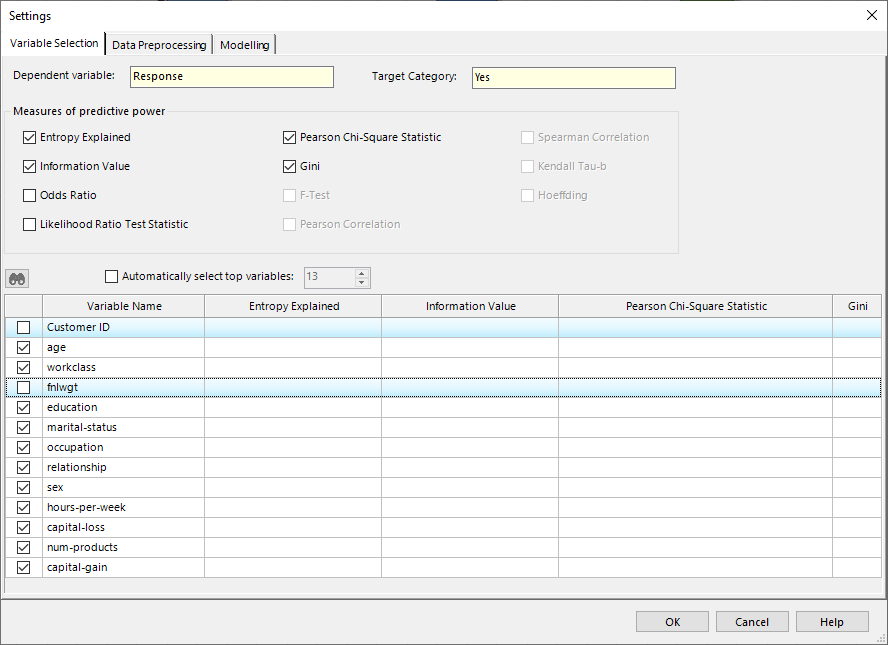 Settings
Variable Selection Data Preprocessing Modelling
Dependent variable: Response Target Category: Yes
Measures of predictive power
Entropy Explained Pearson Chi-Square Statistic Spearman Correlation
Information Value Gini Kendall Tau-b
Odds Ratio F-Test Hoeffding
Likelihood Ratio Test Statistic Pearson Correlation
Automatically select top variables: 13
Variable Name Entropy Explained Information Value Pearson Chi-Square Statistic Gini
Customer ID
age
workclass
fnlwgt
education
marital-status
occupation
relationship
sex
hours-per-week
capital-loss
num-products
capital-gain
OK Cancel Help